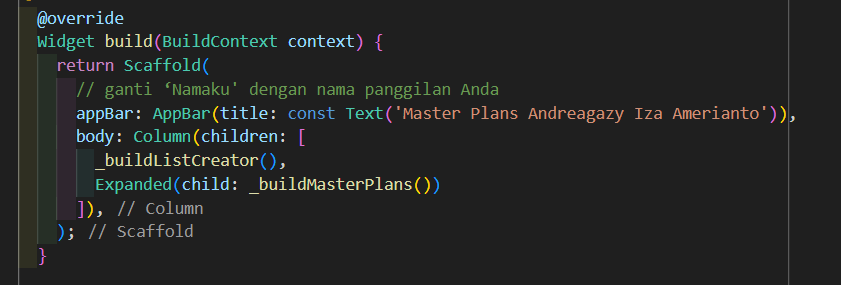 @override
Widget build(BuildContext context) {
return Scaffold(
// ganti ‘Namaku' dengan nama panggilan Anda
appBar: AppBar(title: const Text('Master Plans Andreagazy Iza Amerianto')),
body: Column(children: [
_buildListCreator(),
Expanded(child: _buildMasterPlans())
]), // Column
); // Scaffold
}